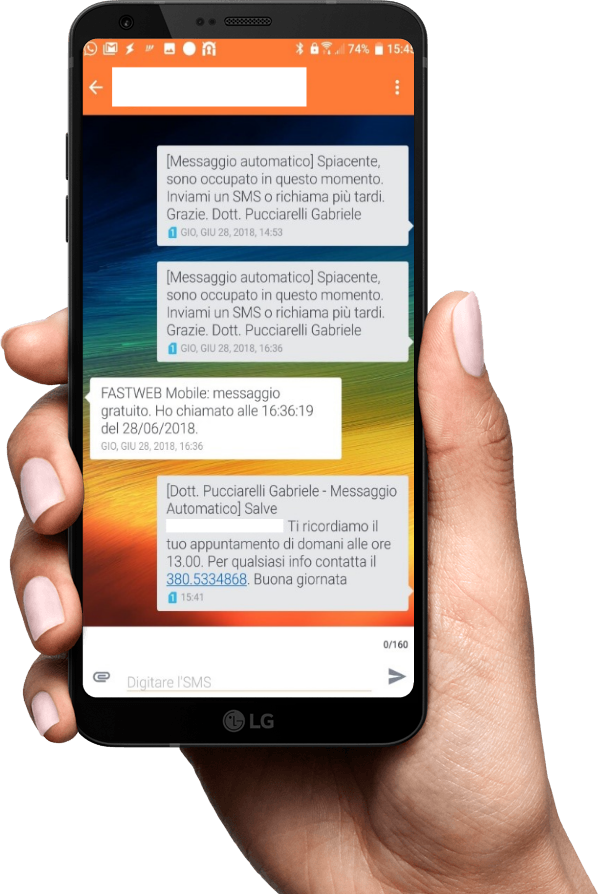 74% 15:45
[Messaggio automatico] Spiacente,
sono occupato in questo momento.
Inviami un SMS o richiama più tardi.
Grazie. Dott. Pucciarelli Gabriele
1 GIO, GIU 28, 2018, 14:53
[Messaggio automatico] Spiacente,
sono occupato in questo momento.
Inviami un SMS o richiama più tardi.
Grazie. Dott. Pucciarelli Gabriele
1 GIO, GIU 28, 2018, 16:36
FASTWEB Mobile: messaggio
gratuito. Ho chiamato alle 16:36:19
del 28/06/2018.
GIO, GIU 28, 2018, 16:36
[Dott. Pucciarelli Gabriele - Messaggio
Automatico] Salve
Ti ricordiamo il
tuo appuntamento di domani alle ore
13.00. Per qualsiasi info contatta il
380.5334868. Buona giornata
1 15:41
0/160
Digitare l'SMS
LG